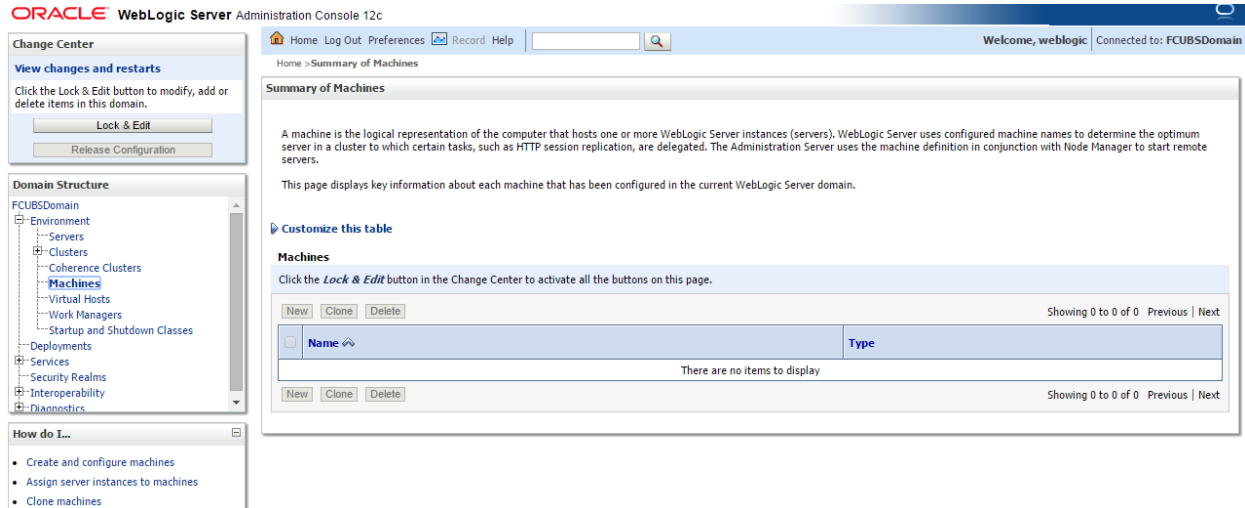 ORACLE WebLogic Server Administration Console 12c
Change Center
View changes and restarts
Click the Lock & Edit button to modify, add or
delete items in this domain.
Lock & Edit
Release Configuration
Domain Structure
FCUBSDomain
Environment
Servers
Clusters
Coherence Clusters
Machines
Virtual Hosts
Work Managers
Startup and Shutdown Classes
Deployments
Services
Security Realms
Interoperability
Diagnostics
How do I...
Create and configure machines
Assign server instances to machines
Clone machines
Home Log Out Preferences Record Help
Welcome, weblogic Connected to: FCUBSDomain
Home >Summary of Machines
Summary of Machines
A machine is the logical representation of the computer that hosts one or more WebLogic Server instances (servers). WebLogic Server uses configured machine names to determine the optimum
server in a cluster to which certain tasks, such as HTTP session replication, are delegated. The Administration Server uses the machine definition in conjunction with Node Manager to start remote
servers.
This page displays key information about each machine that has been configured in the current WebLogic Server domain.
Customize this table
Machines
Click the Lock & Edit button in the Change Center to activate all the buttons on this page.
New Clone Delete Showing 0 to 0 of 0 Previous | Next
Name Type
There are no items to display
New Clone Delete Showing 0 to 0 of 0 Previous | Next